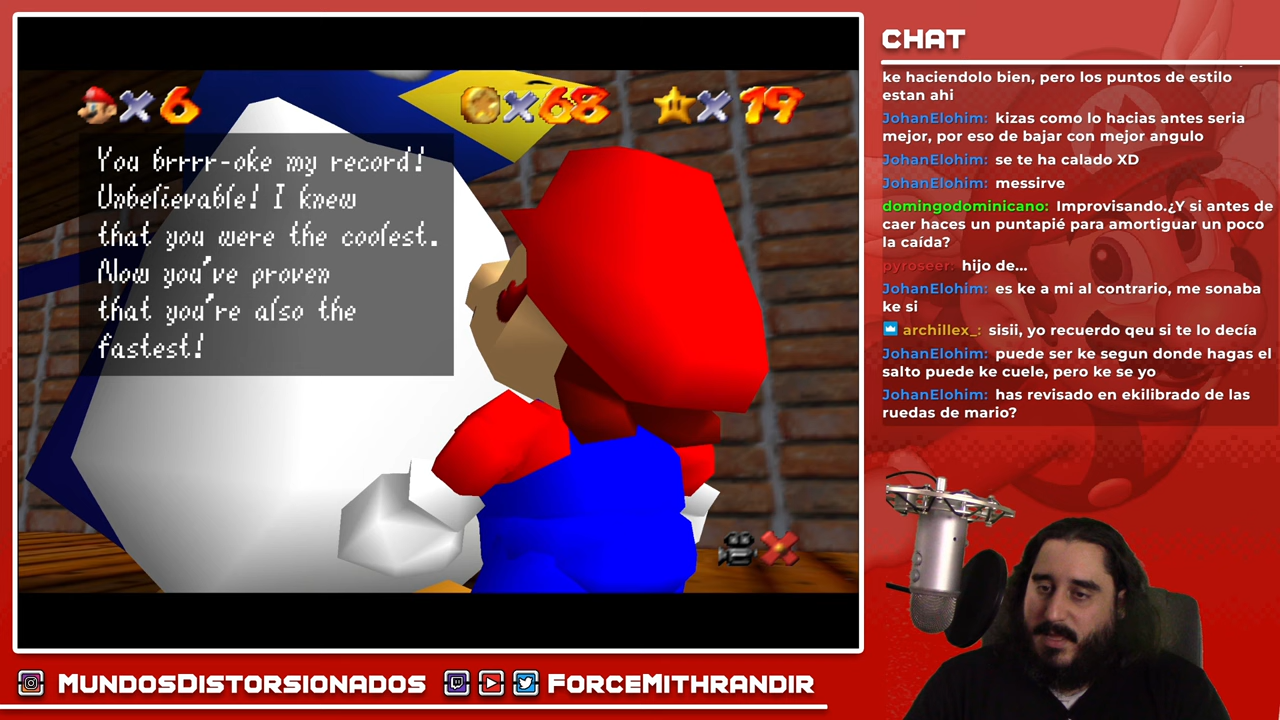 6
68
19
You brrrr-oke my record!
Unbelievable! I knew
that you were the coolest.
Now you've proven
that you're also the
fastest!
CHAT
ke haciendolo bien, pero los puntos de estilo
estan ahi
JohanElohim: kizas como lo hacias antes seria
mejor, por eso de bajar con mejor angulo
JohanElohim: se te ha calado XD
JohanElohim: messirve
domingodominicano: Improvisando.¿Y si antes de
caer haces un puntapié para amortiguar un poco
la caída?
pyroseer: hijo de...
JohanElohim: es ke a mi al contrario, me sonaba
ke si
archillex_: sisii, yo recuerdo qeu si te lo decía
JohanElohim: puede ser ke segun donde hagas el
salto puede ke cuele, pero ke se yo
JohanElohim: has revisado en ekilibrado de las
ruedas de mario?
MUNDOSDISTORSIONADOS
FORCEMITHRANDIR